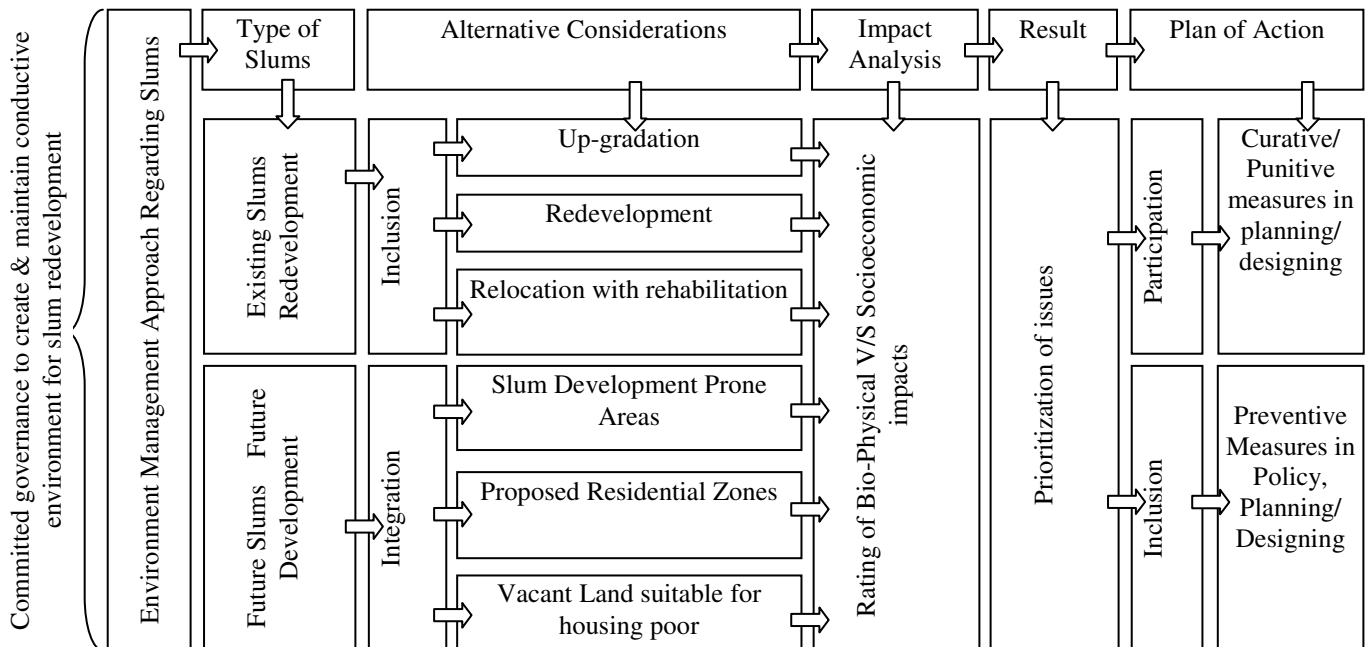 Committed governance to create & maintain conductive
environment for slum redevelopment
Environment Management Approach Regarding Slums
Type of
Slums
Alternative Considerations
Impact
Analysis
Result
Plan of Action
Existing Slums
Redevelopment
Inclusion
Up-gradation
Redevelopment
Relocation with rehabilitation
Future Slums Future
Development
Integration
Slum Development Prone
Areas
Proposed Residential Zones
Vacant Land suitable for
housing poor
Rating of Bio-Physical V/S Socioeconomic
impacts
Prioritization of issues
Participation
Curative/
Punitive
measures in
planning/
designing
Inclusion
Preventive
Measures in
Policy,
Planning/
Designing